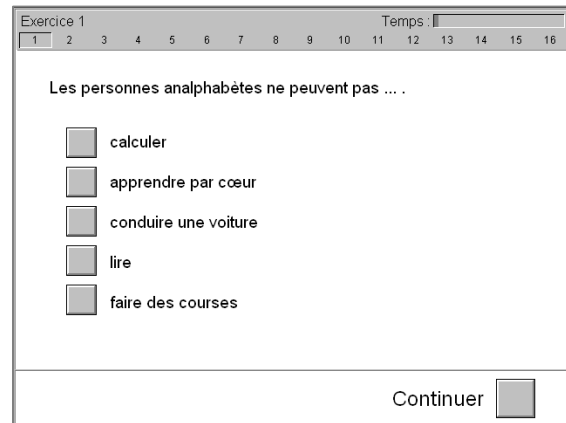 Exercice 1 Temps :
1 2 3 4 5 6 7 8 9 10 11 12 13 14 15 16
Les personnes analphabètes ne peuvent pas ... .
calculer
apprendre par cœur
conduire une voiture
lire
faire des courses
Continuer